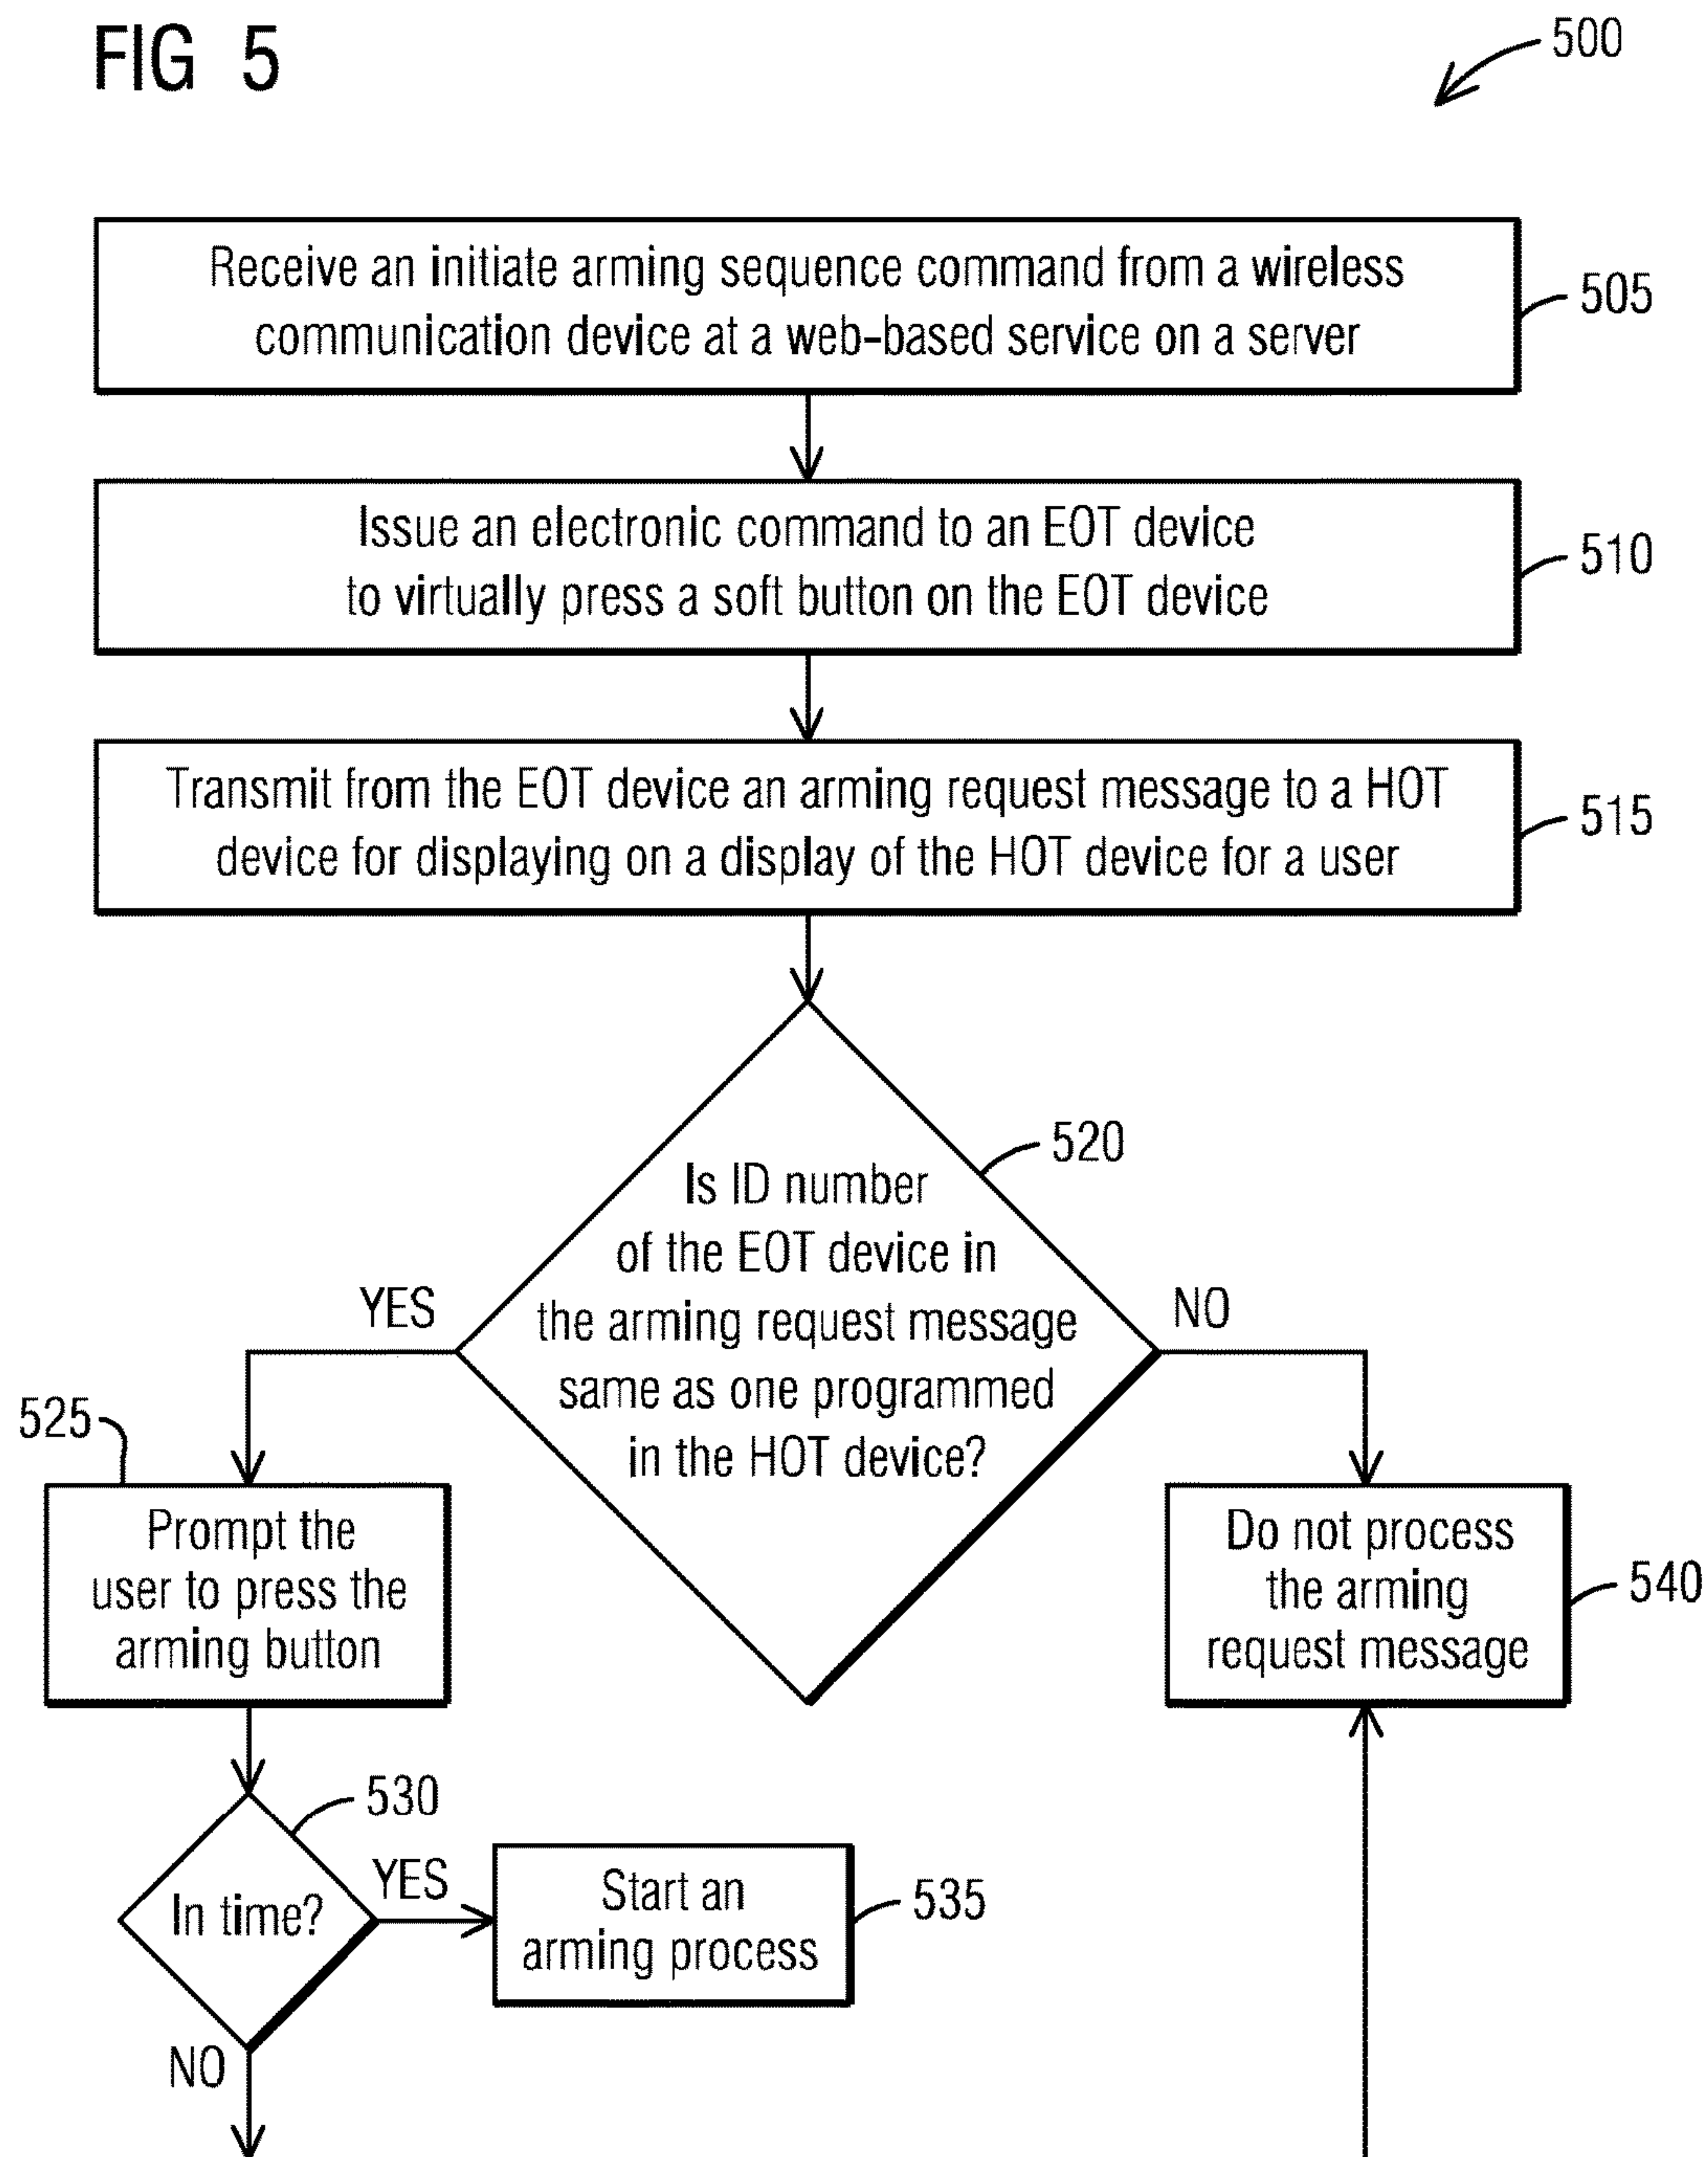 FIG 5
500
Receive an initiate arming sequence command from a wireless
communication device at a web-based service on a server
505
Issue an electronic command to an EOT device
to virtually press a soft button on the EOT device
510
Transmit from the EOT device an arming request message to a HOT
device for displaying on a display of the HOT device for a user
515
520
Is ID number
of the EOT device in
the arming request message
same as one programmed
in the HOT device?
YES
NO
525
Prompt the
user to press the
arming button
Do not process
the arming
request message
540
530
In time?
YES
Start an
arming process
535
NO